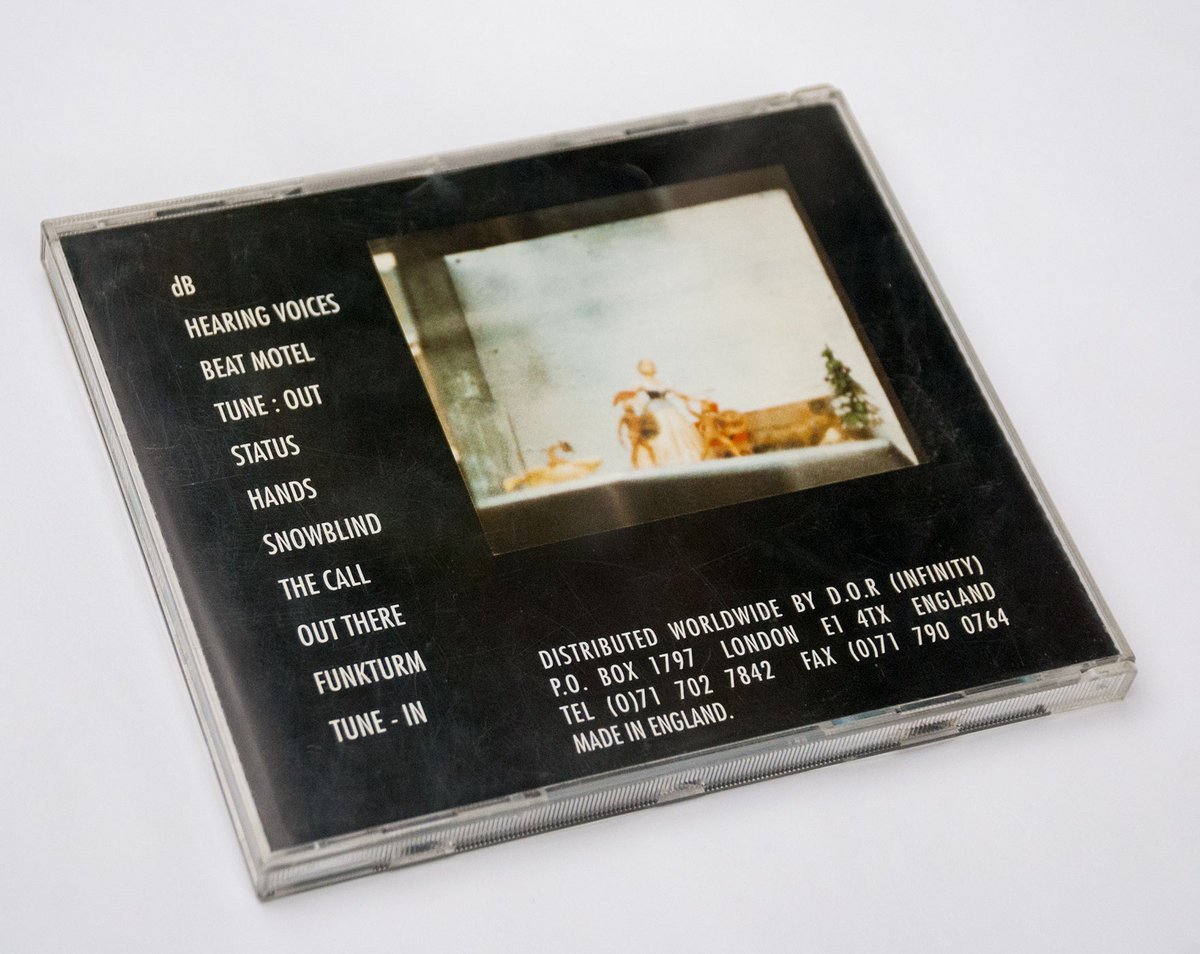 dB
HEARING VOICES
BEAT MOTEL
TUNE : OUT
STATUS
HANDS
SNOWBLIND
THE CALL
OUT THERE
FUNKTURM
TUNE - IN
DISTRIBUTED WORLDWIDE BY D.O.R (INFINITY)
P.O. BOX 1797 LONDON E1 4TX ENGLAND
TEL (0)71 702 7842 FAX (0)71 790 0764
MADE IN ENGLAND.